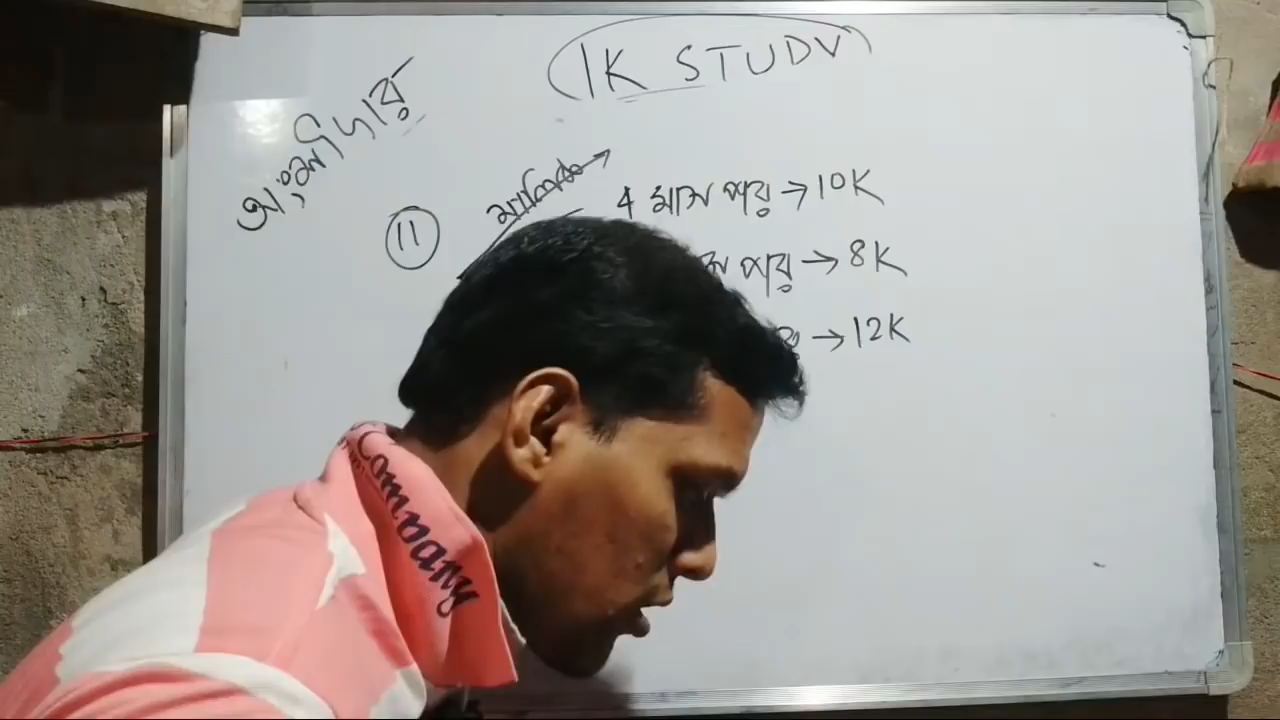 IK STUDY
অংশীদার
11 মালিক 4 মাস পর → 10K
পর → 8K
→ 12K
Company